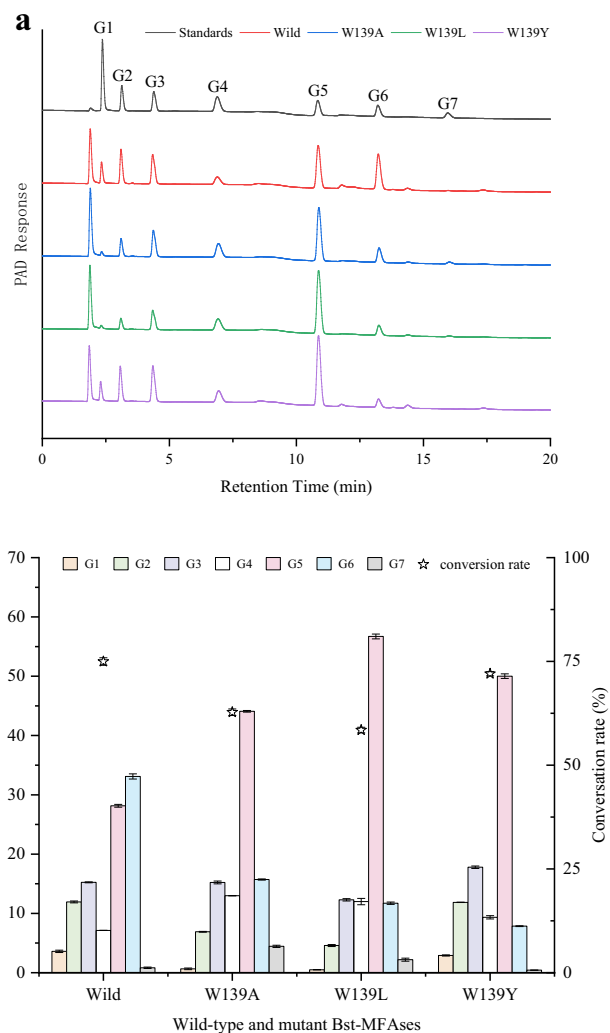 a
Standards Wild W139A W139L W139Y
G1
G2
G3
G4
G5
G6
G7
PAD Response
0 5 10 15 20
Retention Time (min)
G1 G2 G3 G4 G5 G6 G7 conversion rate
70
60
50
40
30
20
10
0
100
75
50
25
0
Conversation rate (%)
Wild W139A W139L W139Y
Wild-type and mutant Bst-MFAses